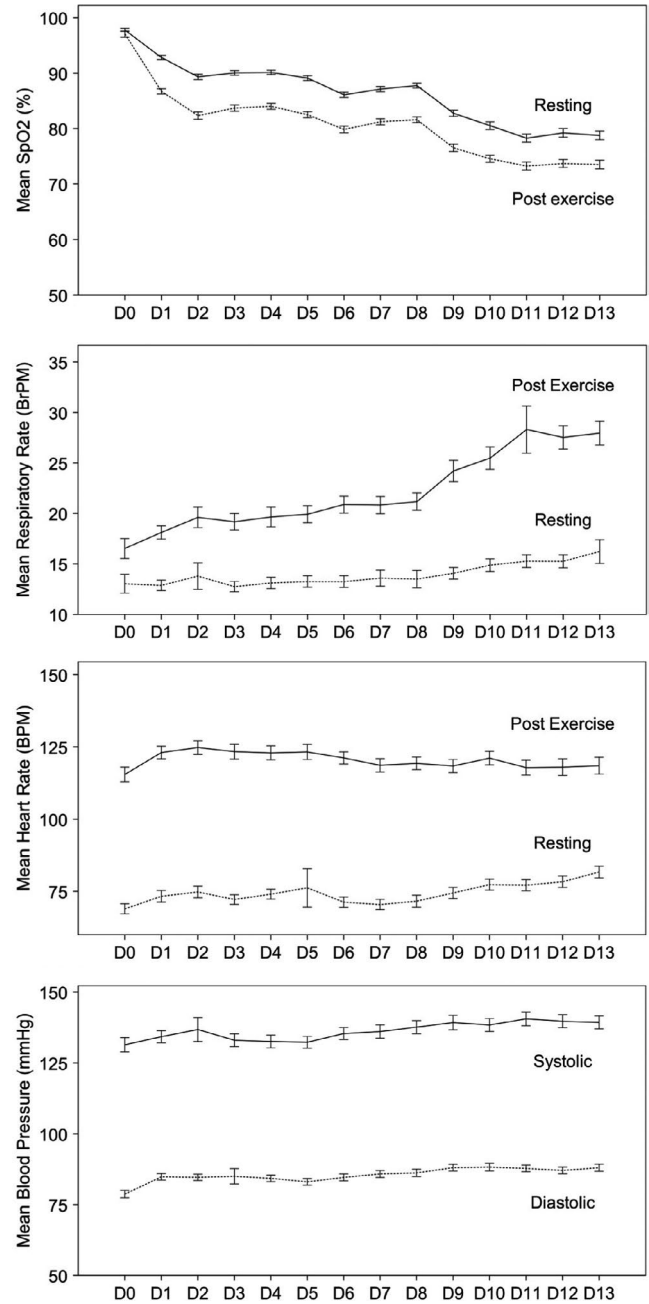 Mean SpO2 (%)
100
90
80
70
60
50
Resting
Post exercise
D0 D1 D2 D3 D4 D5 D6 D7 D8 D9 D10 D11 D12 D13
Mean Respiratory Rate (BrPM)
35
30
25
20
15
10
Post Exercise
Resting
D0 D1 D2 D3 D4 D5 D6 D7 D8 D9 D10 D11 D12 D13
Mean Heart Rate (BPM)
150
125
100
75
Post Exercise
Resting
D0 D1 D2 D3 D4 D5 D6 D7 D8 D9 D10 D11 D12 D13
Mean Blood Pressure (mmHg)
150
125
100
75
50
Systolic
Diastolic
D0 D1 D2 D3 D4 D5 D6 D7 D8 D9 D10 D11 D12 D13